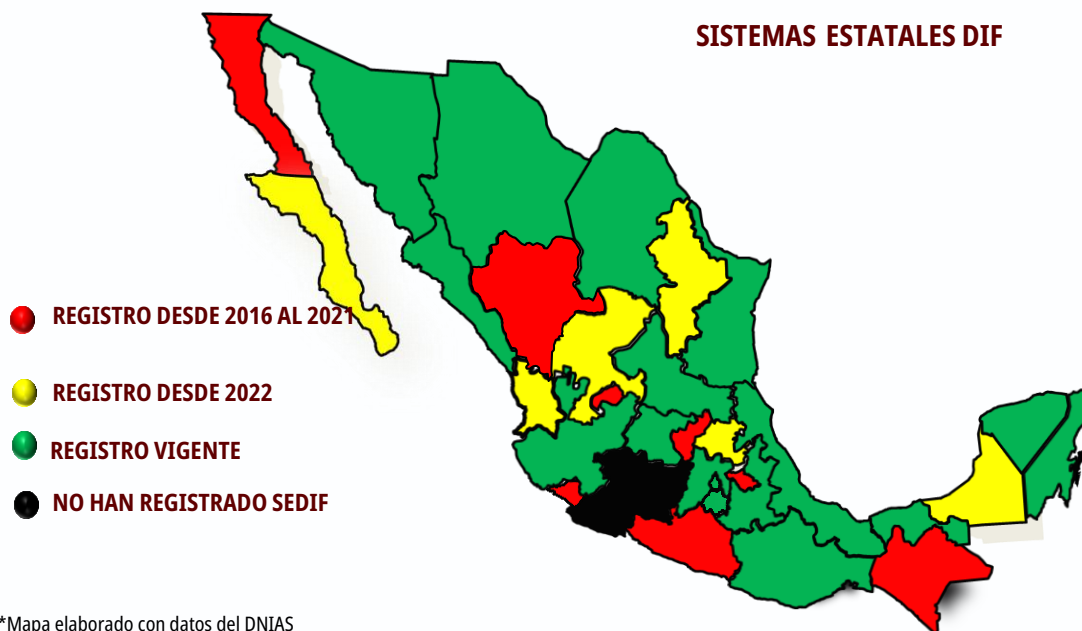 SISTEMAS ESTATALES DIF
REGISTRO DESDE 2016 AL 2021
REGISTRO DESDE 2022
REGISTRO VIGENTE
NO HAN REGISTRADO SEDIF
*Mapa elaborado con datos del DNIAS